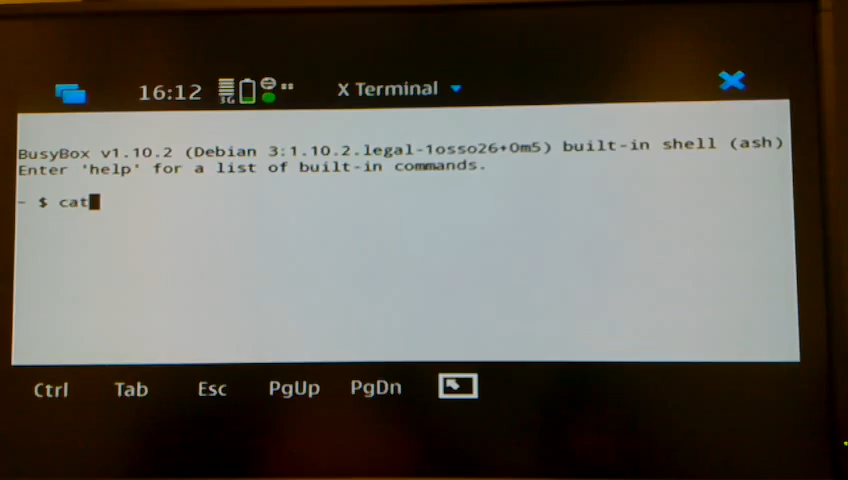 16:12 3G X Terminal
BusyBox v1.10.2 (Debian 3:1.10.2.legal-1osso26+0m5) built-in shell (ash)
Enter 'help' for a list of built-in commands.
~ $ cat
Ctrl Tab Esc PgUp PgDn